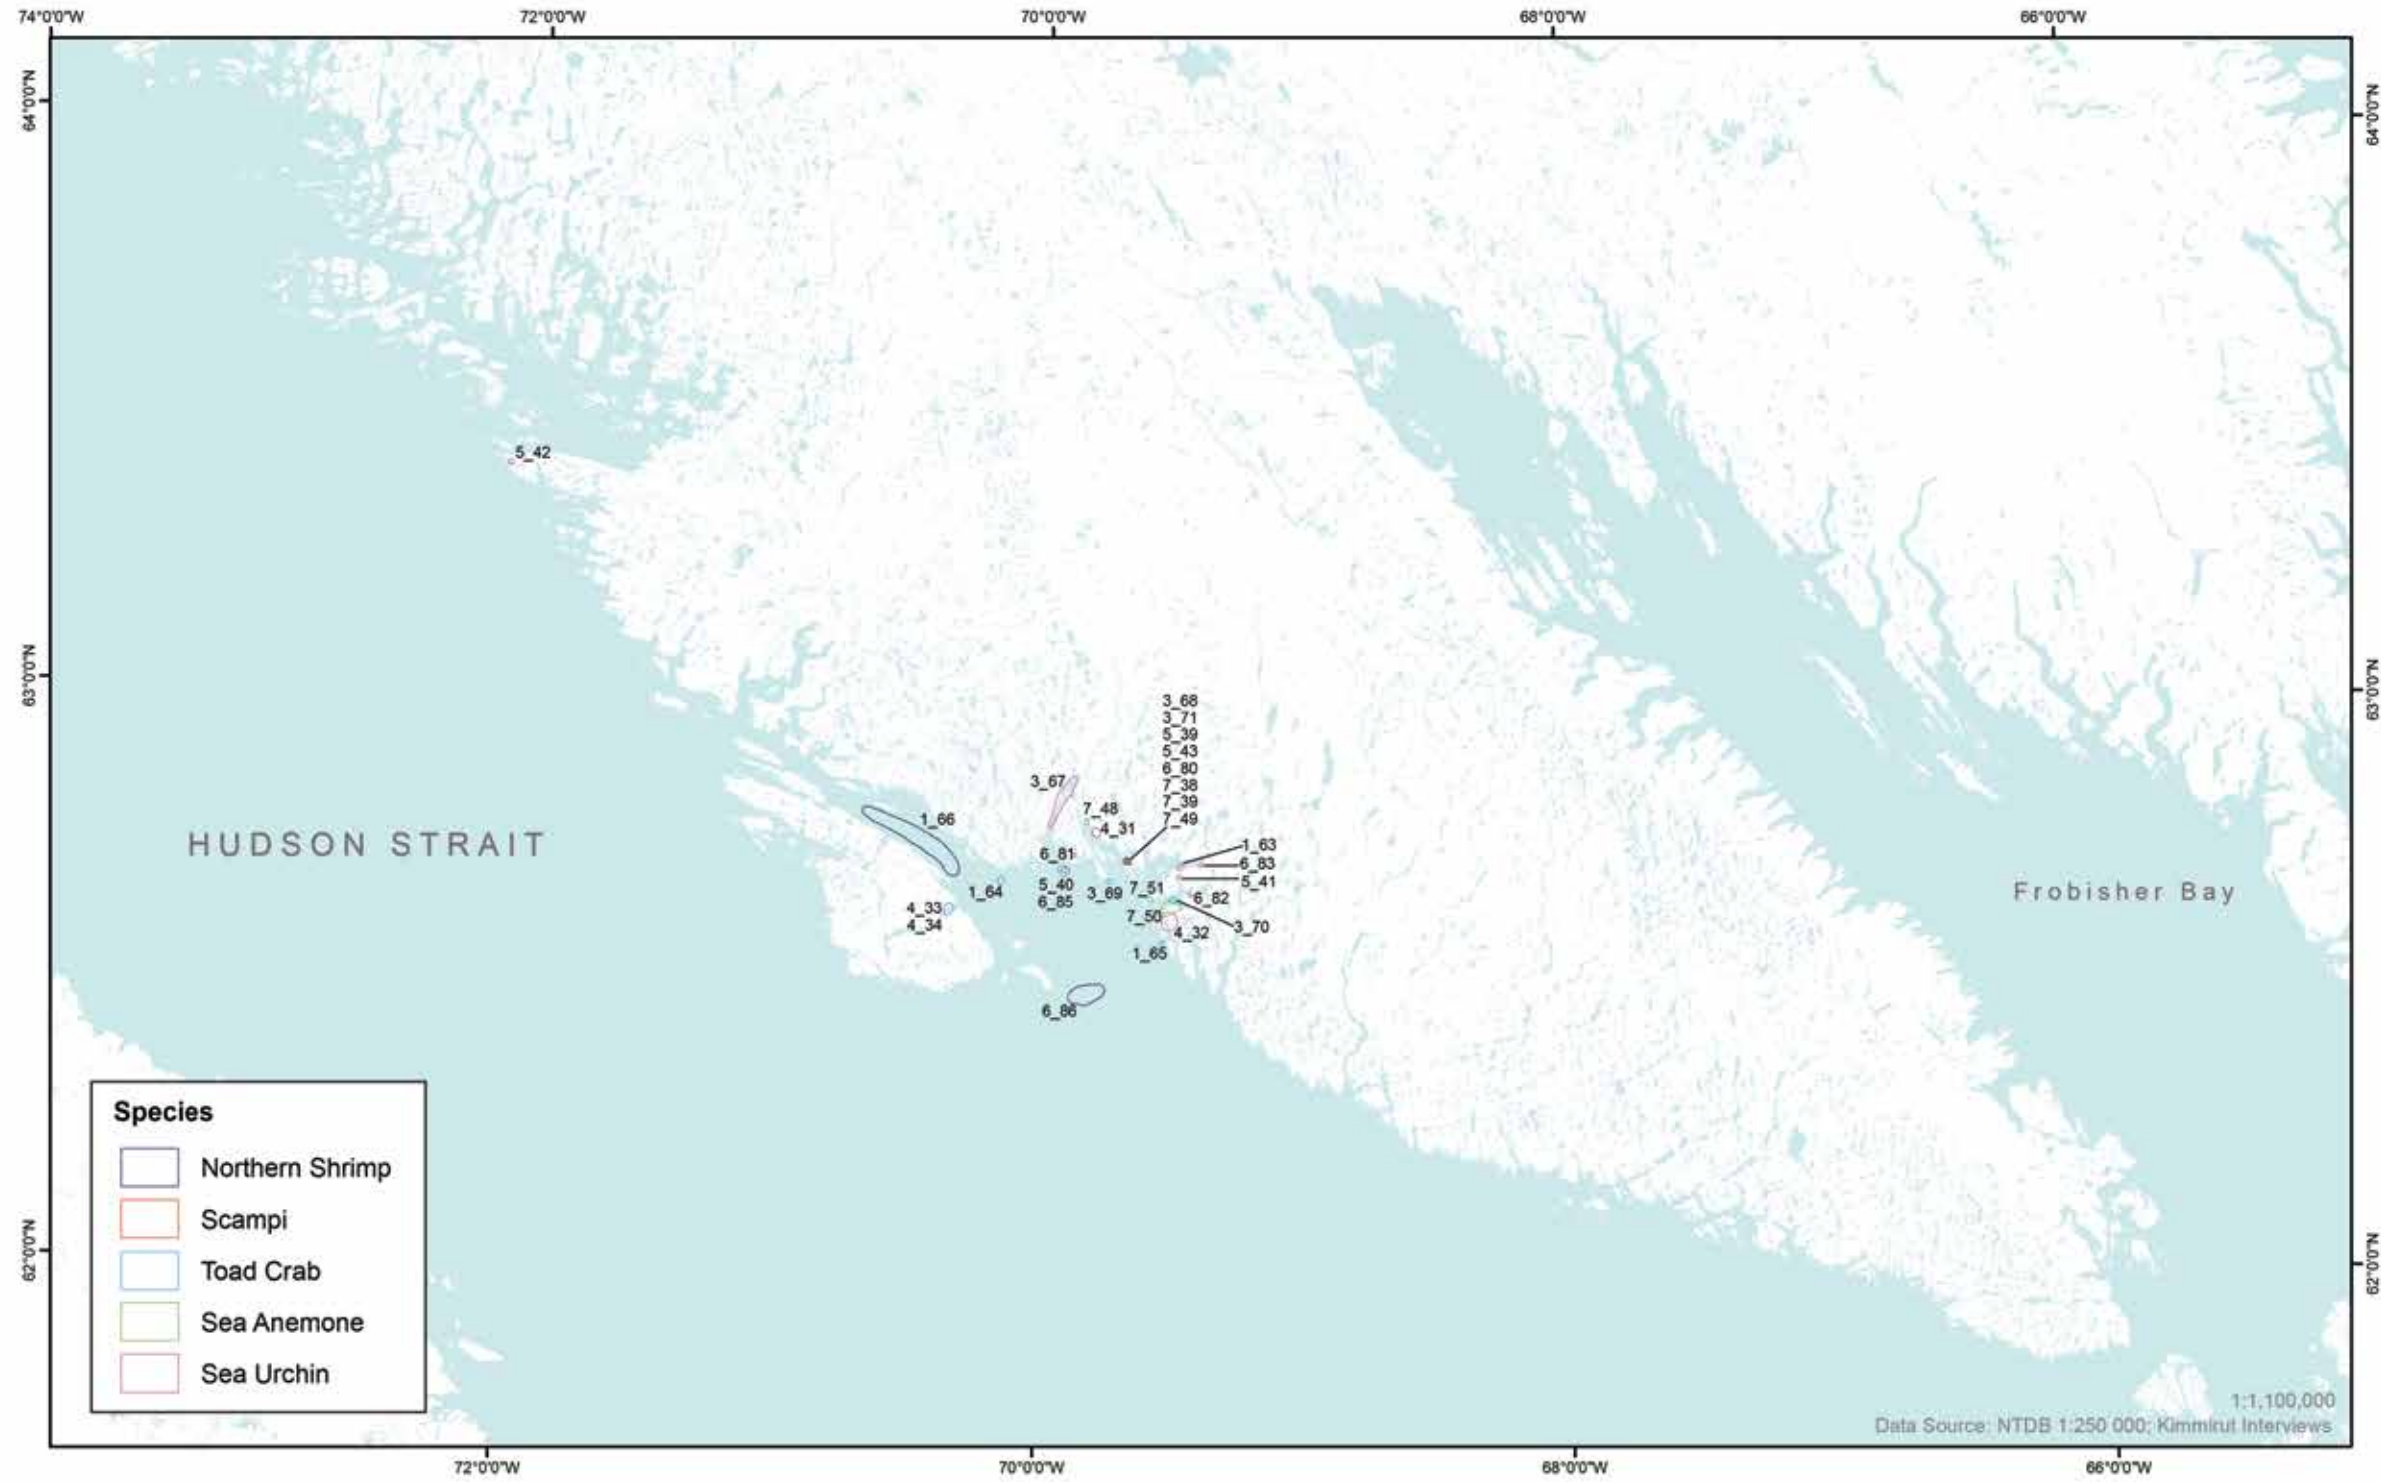 74°0'0"W 72°0'0"W 70°0'0"W 68°0'0"W 66°0'0"W
64°0'0"N
64°0'0"N
5_42
63°0'0"N
63°0'0"N
3_68
3_71
5_39
5_43
6_80
7_38
7_39
7_49
3_67
7_48
4_31
1_66
HUDSON STRAIT
6_81
1_63
6_83
5_41
5_40
6_85
1_64
3_69
7_51
6_82
Frobisher Bay
4_33
4_34
7_50
4_32
3_70
1_65
6_86
Species
Northern Shrimp
Scampi
Toad Crab
Sea Anemone
Sea Urchin
62°0'0"N
62°0'0"N
1:1,100,000
Data Source: NTDB 1:250 000; Kimmirut Interviews
72°0'0"W 70°0'0"W 68°0'0"W 66°0'0"W